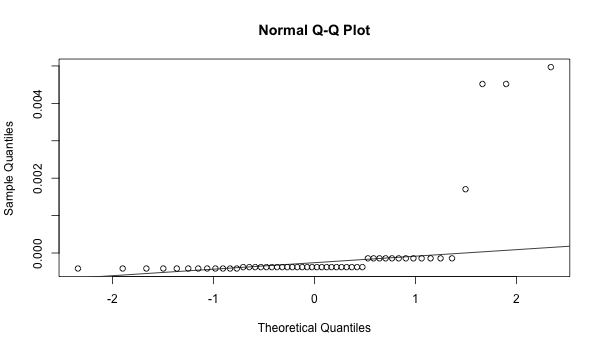 Normal Q-Q Plot
Sample Quantiles
0.004
0.002
0.000
-2 -1 0 1 2
Theoretical Quantiles